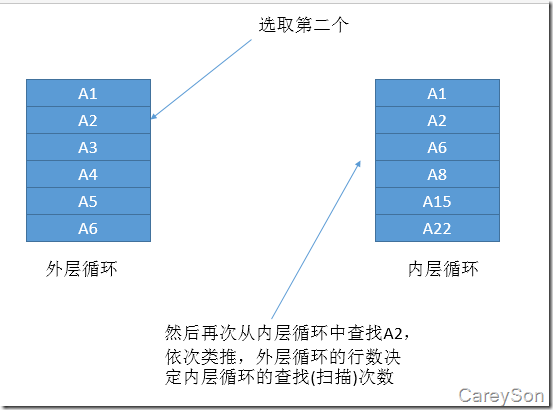 选取第二个
A1
A2
A3
A4
A5
A6
外层循环
A1
A2
A6
A8
A15
A22
内层循环
然后再次从内层循环中查找A2，
依次类推，外层循环的行数决
定内层循环的查找(扫描)次数
CareySon